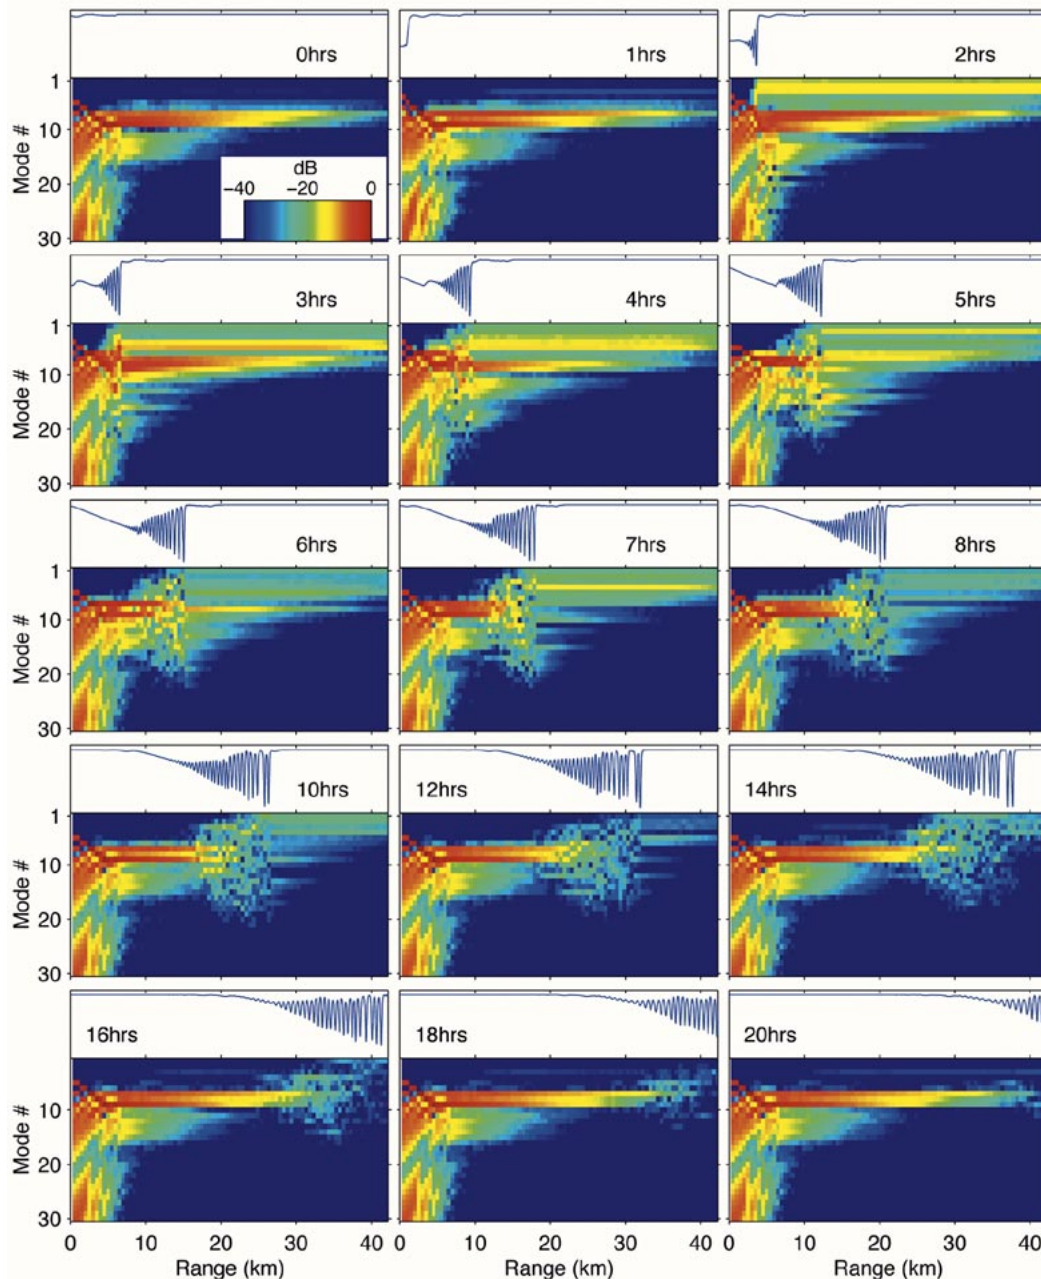 0hrs 1hrs 2hrs
Mode # 1 10 20 30
dB
−40 −20 0
3hrs 4hrs 5hrs
Mode # 1 10 20 30
6hrs 7hrs 8hrs
Mode # 1 10 20 30
10hrs 12hrs 14hrs
Mode # 1 10 20 30
16hrs 18hrs 20hrs
Mode # 10 20 30
0 10 20 30 40 0 10 20 30 40 0 10 20 30 40
Range (km) Range (km) Range (km)